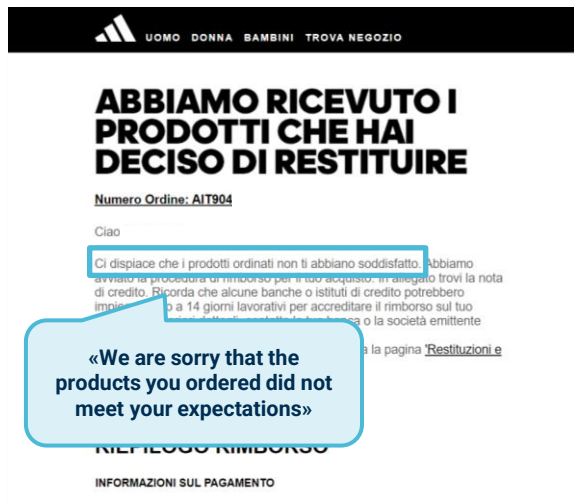 UOMO DONNA BAMBINI TROVA NEGOZIO
ABBIAMO RICEVUTO I
PRODOTTI CHE HAI
DECISO DI RESTITUIRE
Numero Ordine: AIT904
Ciao
Ci dispiace che i prodotti ordinati non ti abbiano soddisfatto. Abbiamo
avviato la procedura di rimborso per il tuo acquisto. In allegato trovi la nota
di credito. Ricorda che alcune banche o istituti di credito potrebbero
a 14 giorni lavorativi per accreditare il rimborso sul tuo
o la società emittente
la pagina 'Restituzioni e
«We are sorry that the
products you ordered did not
meet your expectations»
RIEPILOGO RIMBORSO
INFORMAZIONI SUL PAGAMENTO